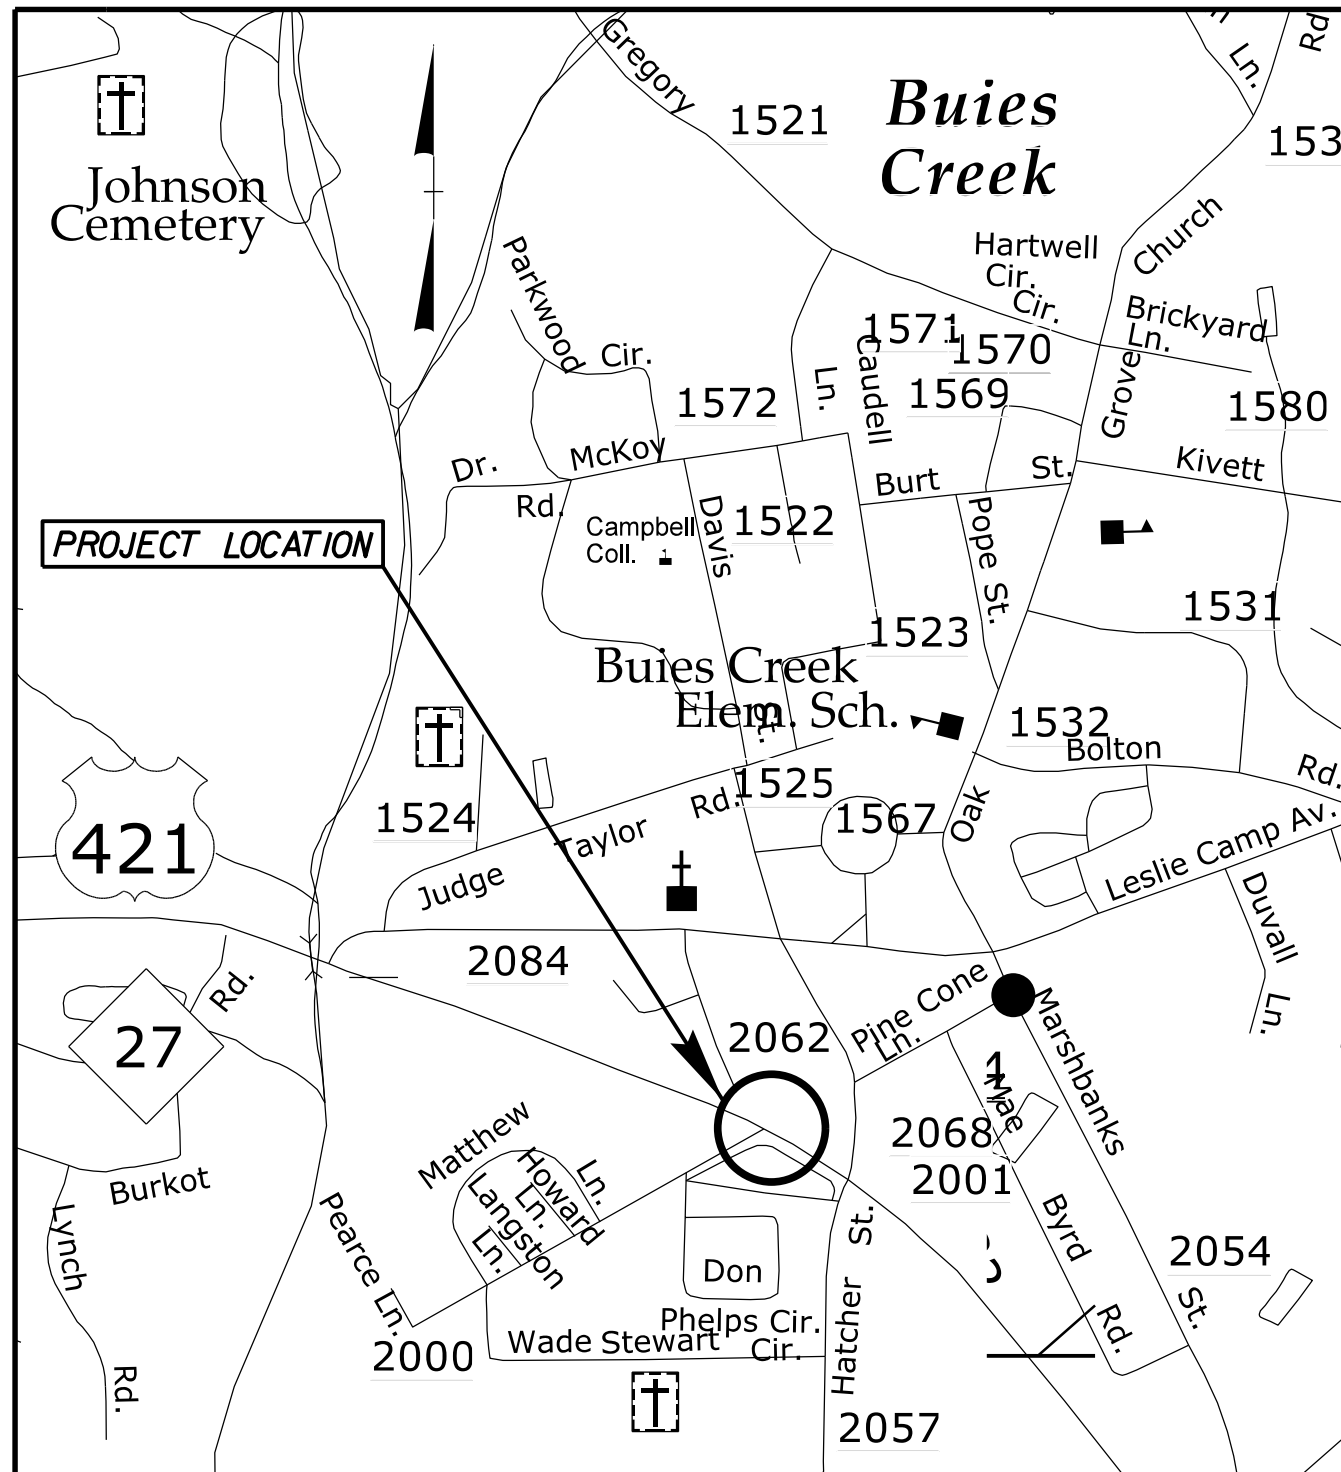 Gregory
Ln.
Rd
1521
Buies
Creek
153
Johnson
Cemetery
Church
Hartwell
Cir.
Cir.
Parkwood
Cir.
Brickyard
Ln.
1571
1570
Caudell
Ln.
1569
Grove
1572
1580
McKoy
Dr.
Rd.
Burt
St.
Kivett
Campbell
Coll.
Davis
St.
1522
Pope St.
PROJECT LOCATION
1531
1523
Buies Creek
Elem. Sch.
1532
Bolton
Rd.
1525
1524
1567
Oak
421
Judge
Taylor
Rd.
Leslie Camp Av.
Duvall
Ln.
2084
Rd.
27
2062
Pine Cone
Ln.
Marshbanks
St.
1
Mae
Byrd
Rd.
2068
2001
Matthew
Ln.
Howard
Ln.
Langston
Ln.
Burkot
Lynch
Rd.
Pearce Ln.
2054
Don
Phelps Cir.
Wade Stewart
Cir.
Hatcher
St.
2000
2057